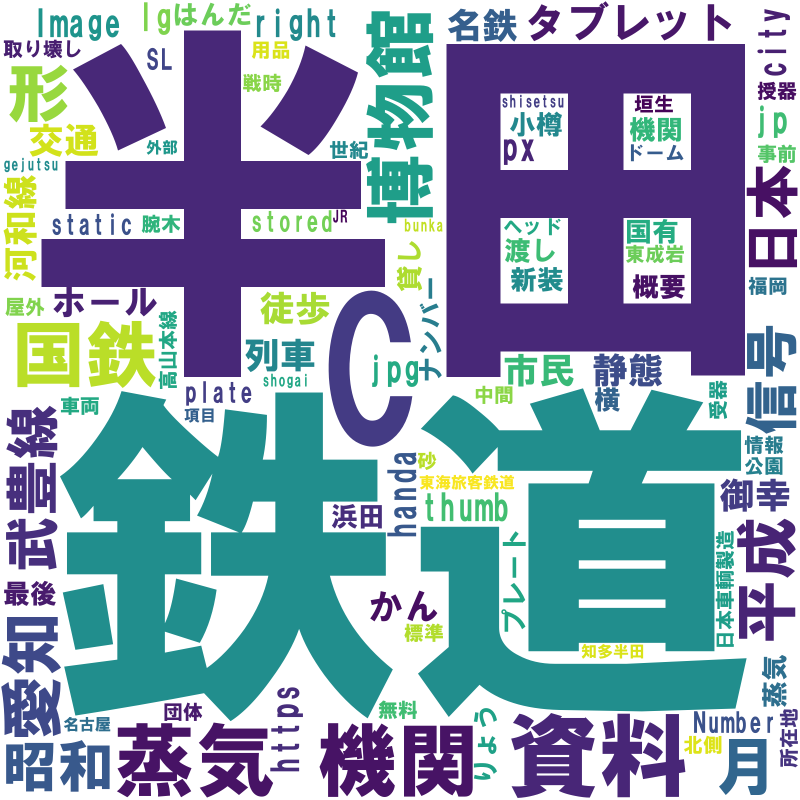 Image
lgはんだ
right
名鉄
タブレット
city
取り壊し
SL
用品
博物館
半田
形
戦時
shisetsu
垣生
授器
交通
外部
世紀
小樽
機関
jp
px
ドーム
事前
gejutsu
河和線
static
腕木
stored
JR
bunka
ヘッド
国有
日本
渡し
東成岩
貸し
新装
概要
福岡
屋外
ホール
高山本線
徒歩
C
ナンバー
国鉄
列車
jpg
市民
静態
信号
shogai
plate
中間
横
受器
車両
項目
鉄道
武豊線
砂
情報
公園
東海旅客鉄道
handa
御幸
浜田
thumb
平成
プレート
日本車輌製造
最後
かん
標準
愛知
知多半田
蒸気
https
団体
無料
りょう
名古屋
Number
所在地
昭和
蒸気
機関
資料
北側
月